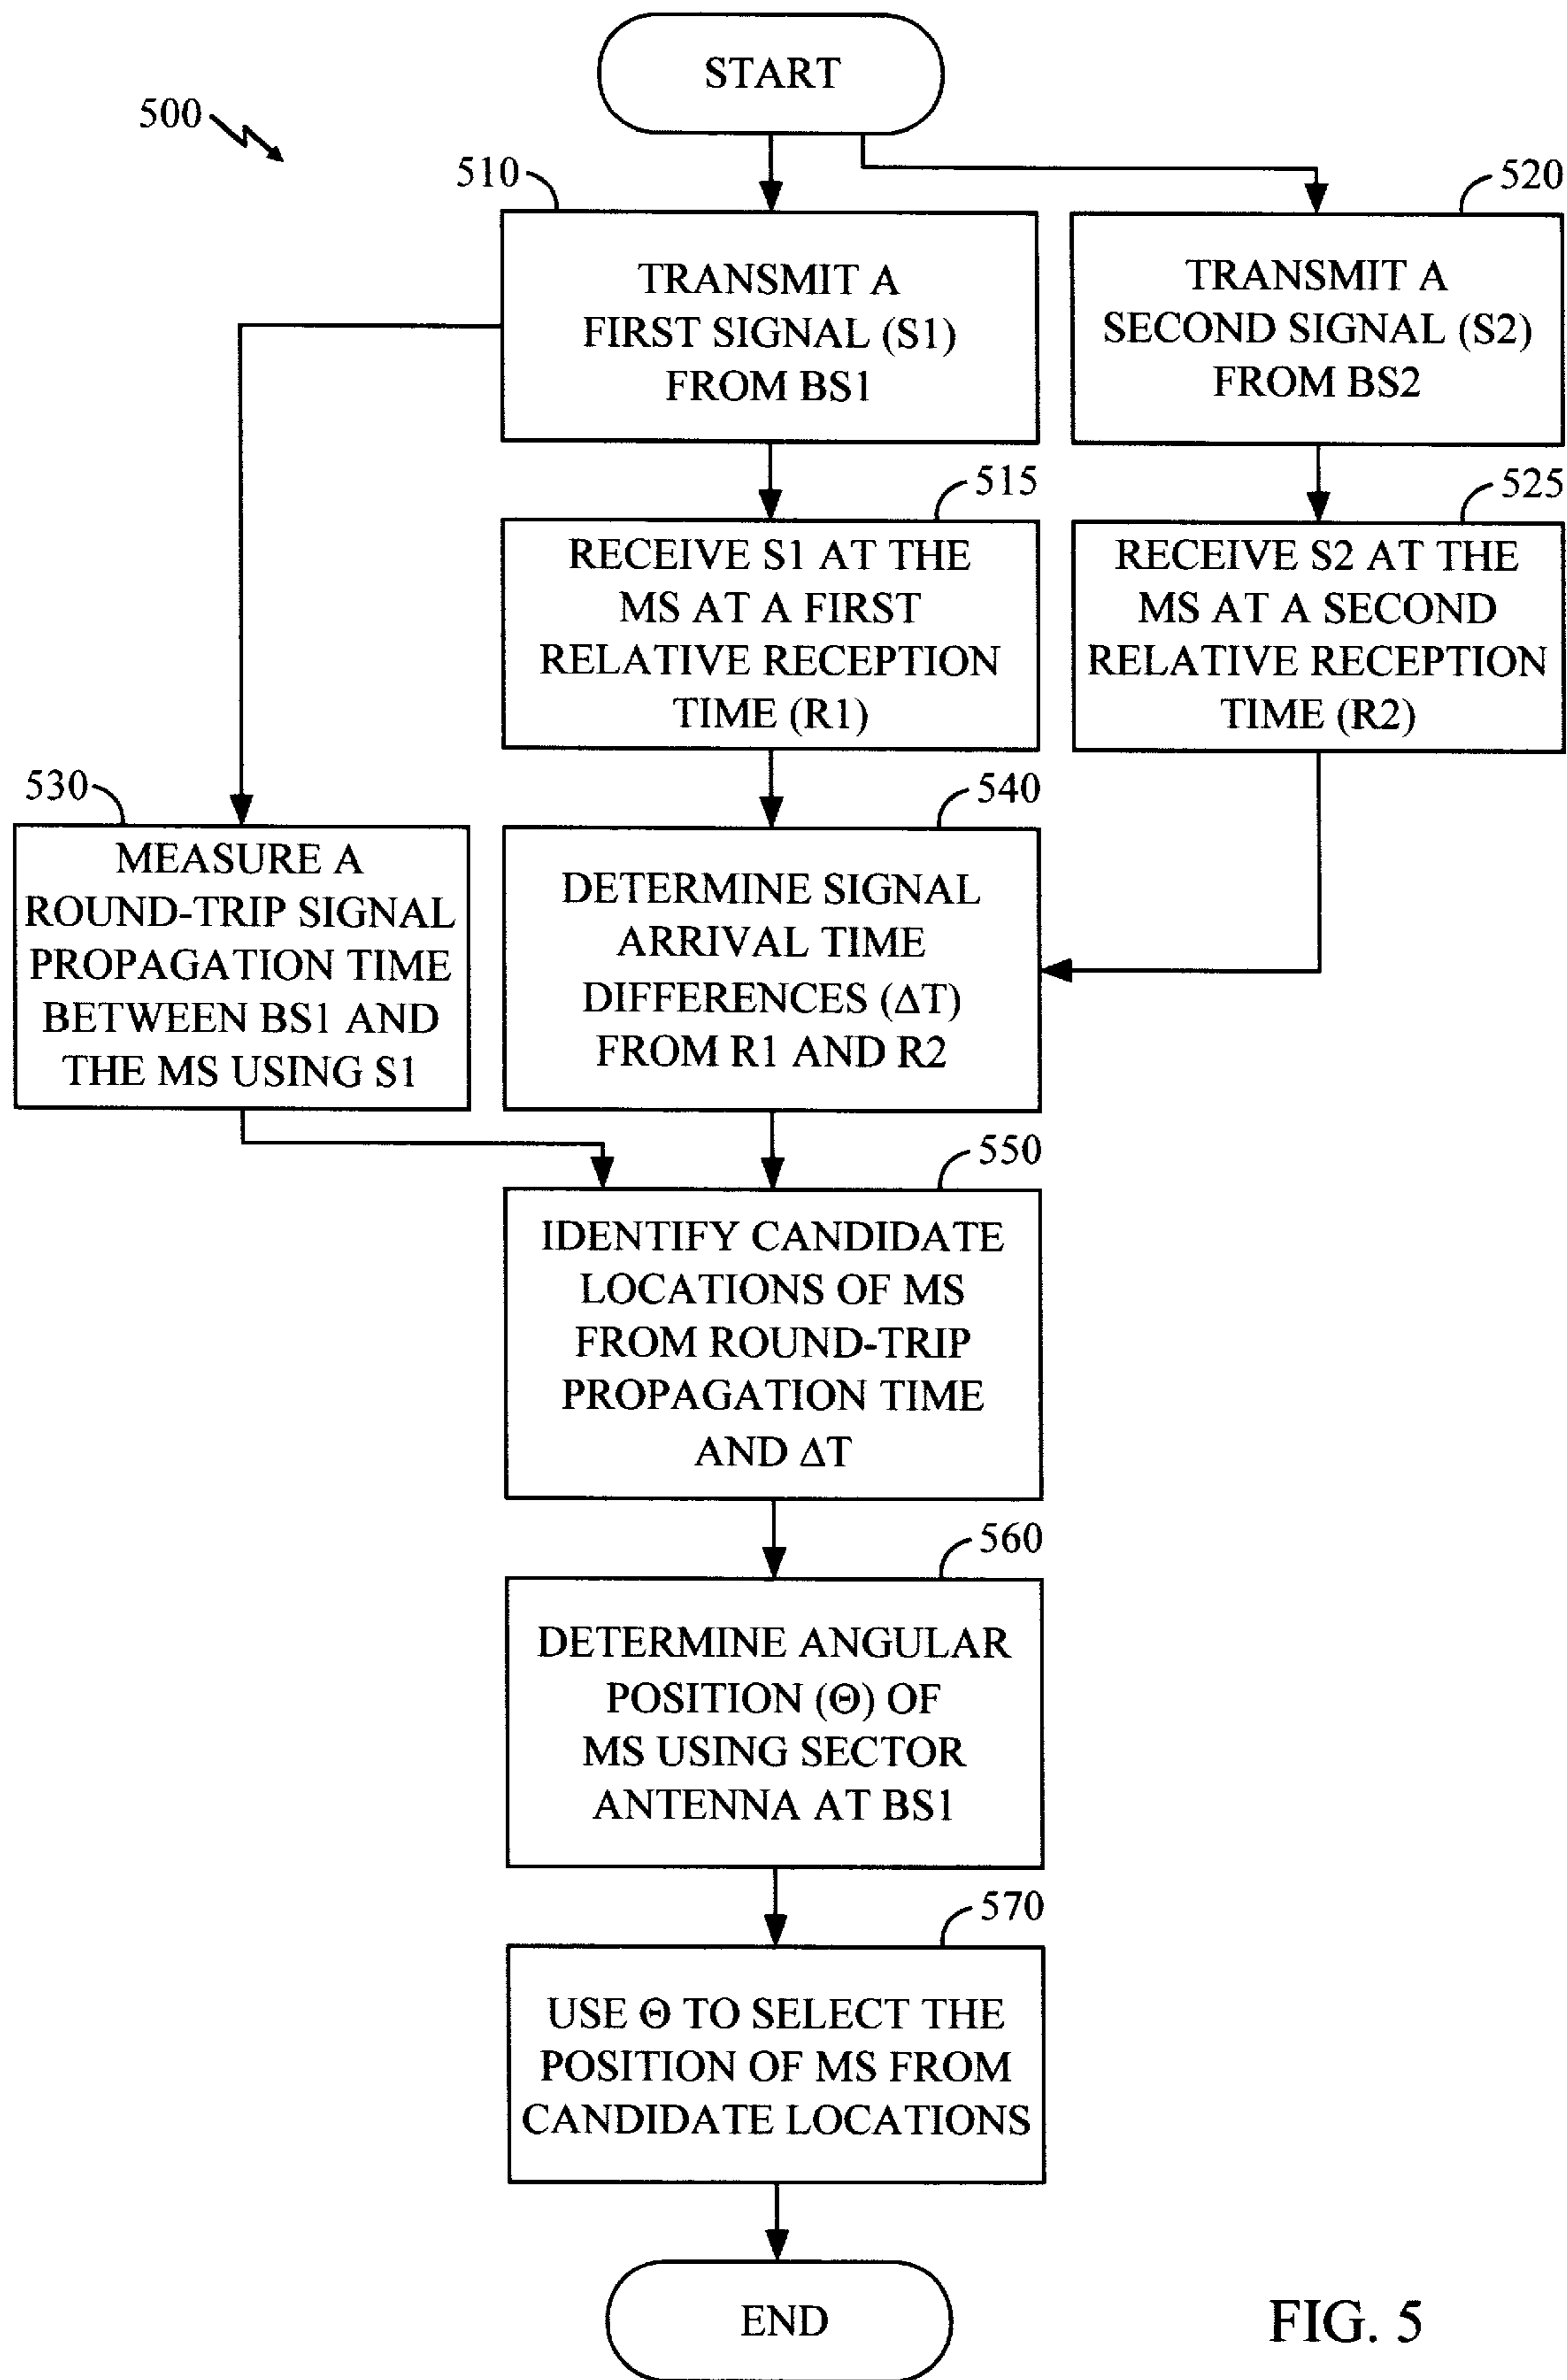 START
500
510
TRANSMIT A
FIRST SIGNAL (S1)
FROM BS1
520
TRANSMIT A
SECOND SIGNAL (S2)
FROM BS2
515
RECEIVE S1 AT THE
MS AT A FIRST
RELATIVE RECEPTION
TIME (R1)
525
RECEIVE S2 AT THE
MS AT A SECOND
RELATIVE RECEPTION
TIME (R2)
530
MEASURE A
ROUND-TRIP SIGNAL
PROPAGATION TIME
BETWEEN BS1 AND
THE MS USING S1
540
DETERMINE SIGNAL
ARRIVAL TIME
DIFFERENCES (ΔT)
FROM R1 AND R2
550
IDENTIFY CANDIDATE
LOCATIONS OF MS
FROM ROUND-TRIP
PROPAGATION TIME
AND ΔT
560
DETERMINE ANGULAR
POSITION (Θ) OF
MS USING SECTOR
ANTENNA AT BS1
570
USE Θ TO SELECT THE
POSITION OF MS FROM
CANDIDATE LOCATIONS
END
FIG. 5